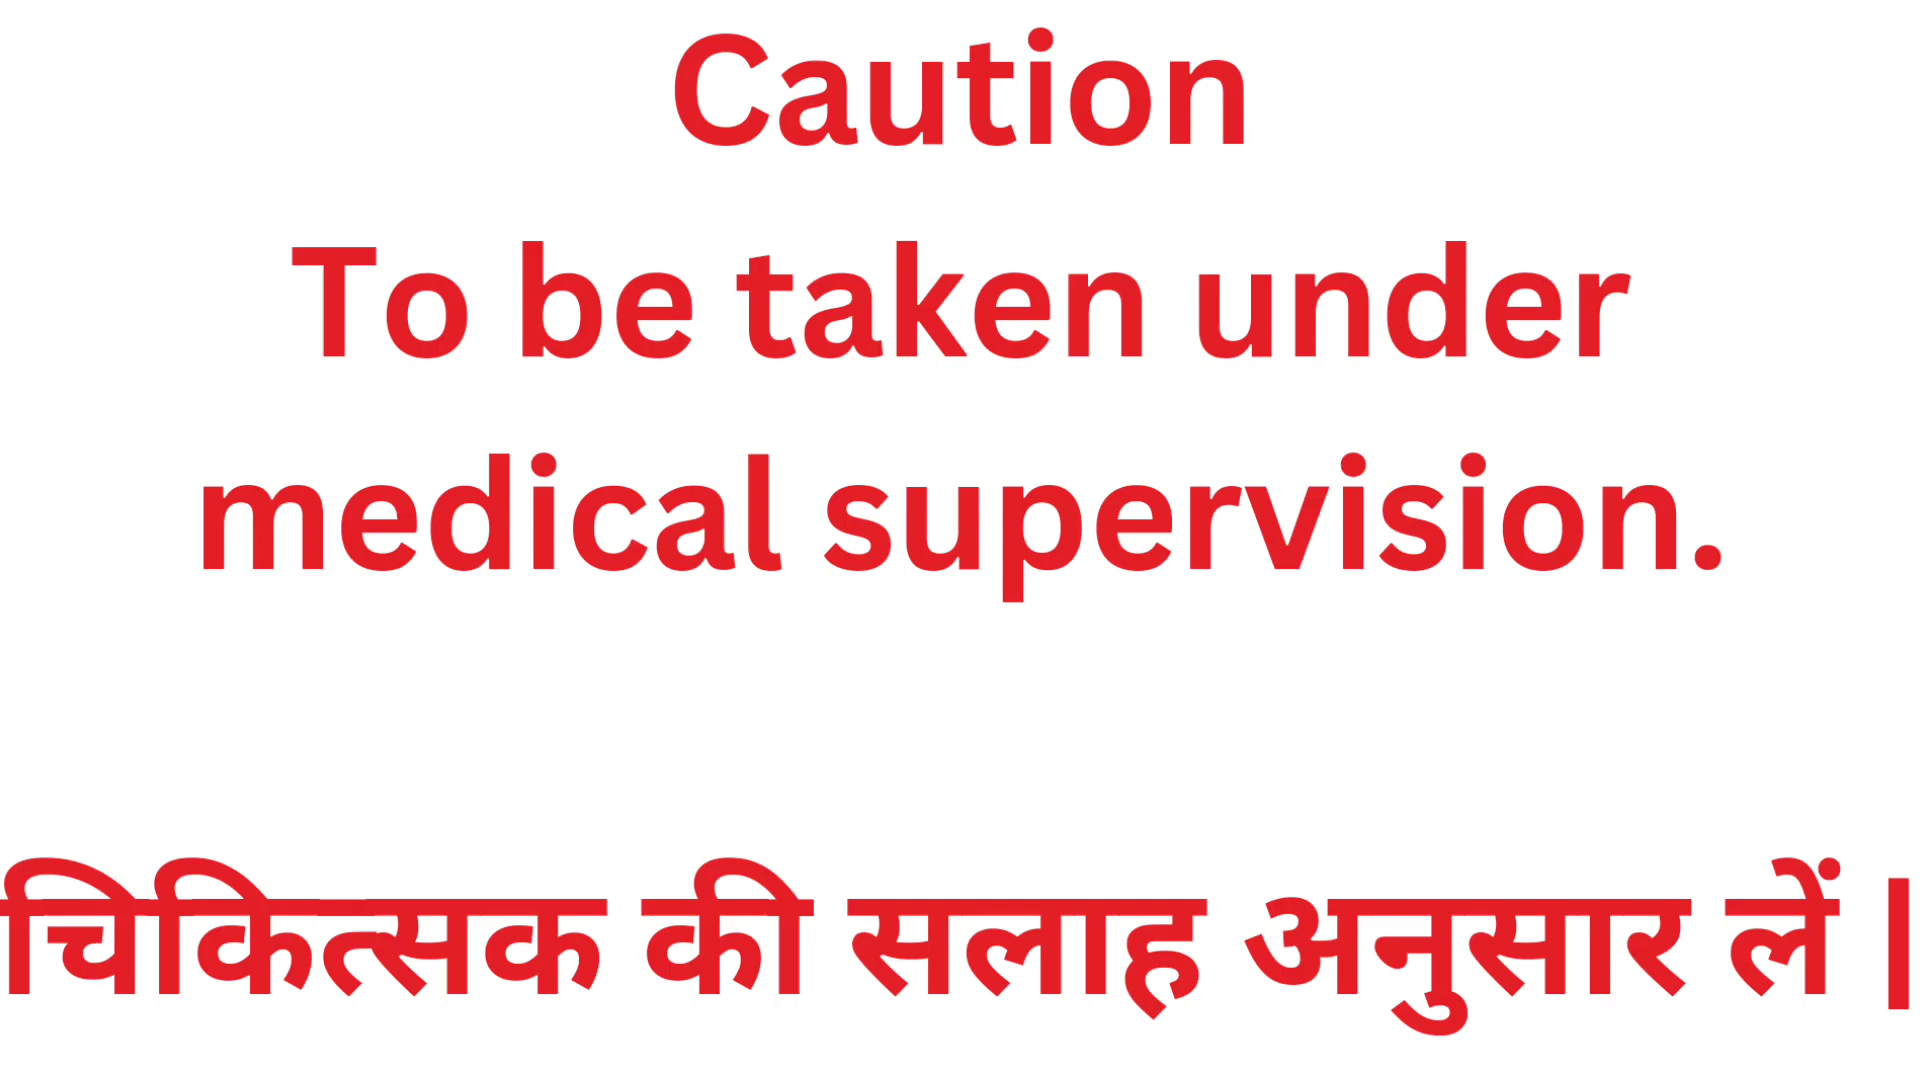 Caution
To be taken under
medical supervision.
चिकित्सक की सलाह अनुसार लें |